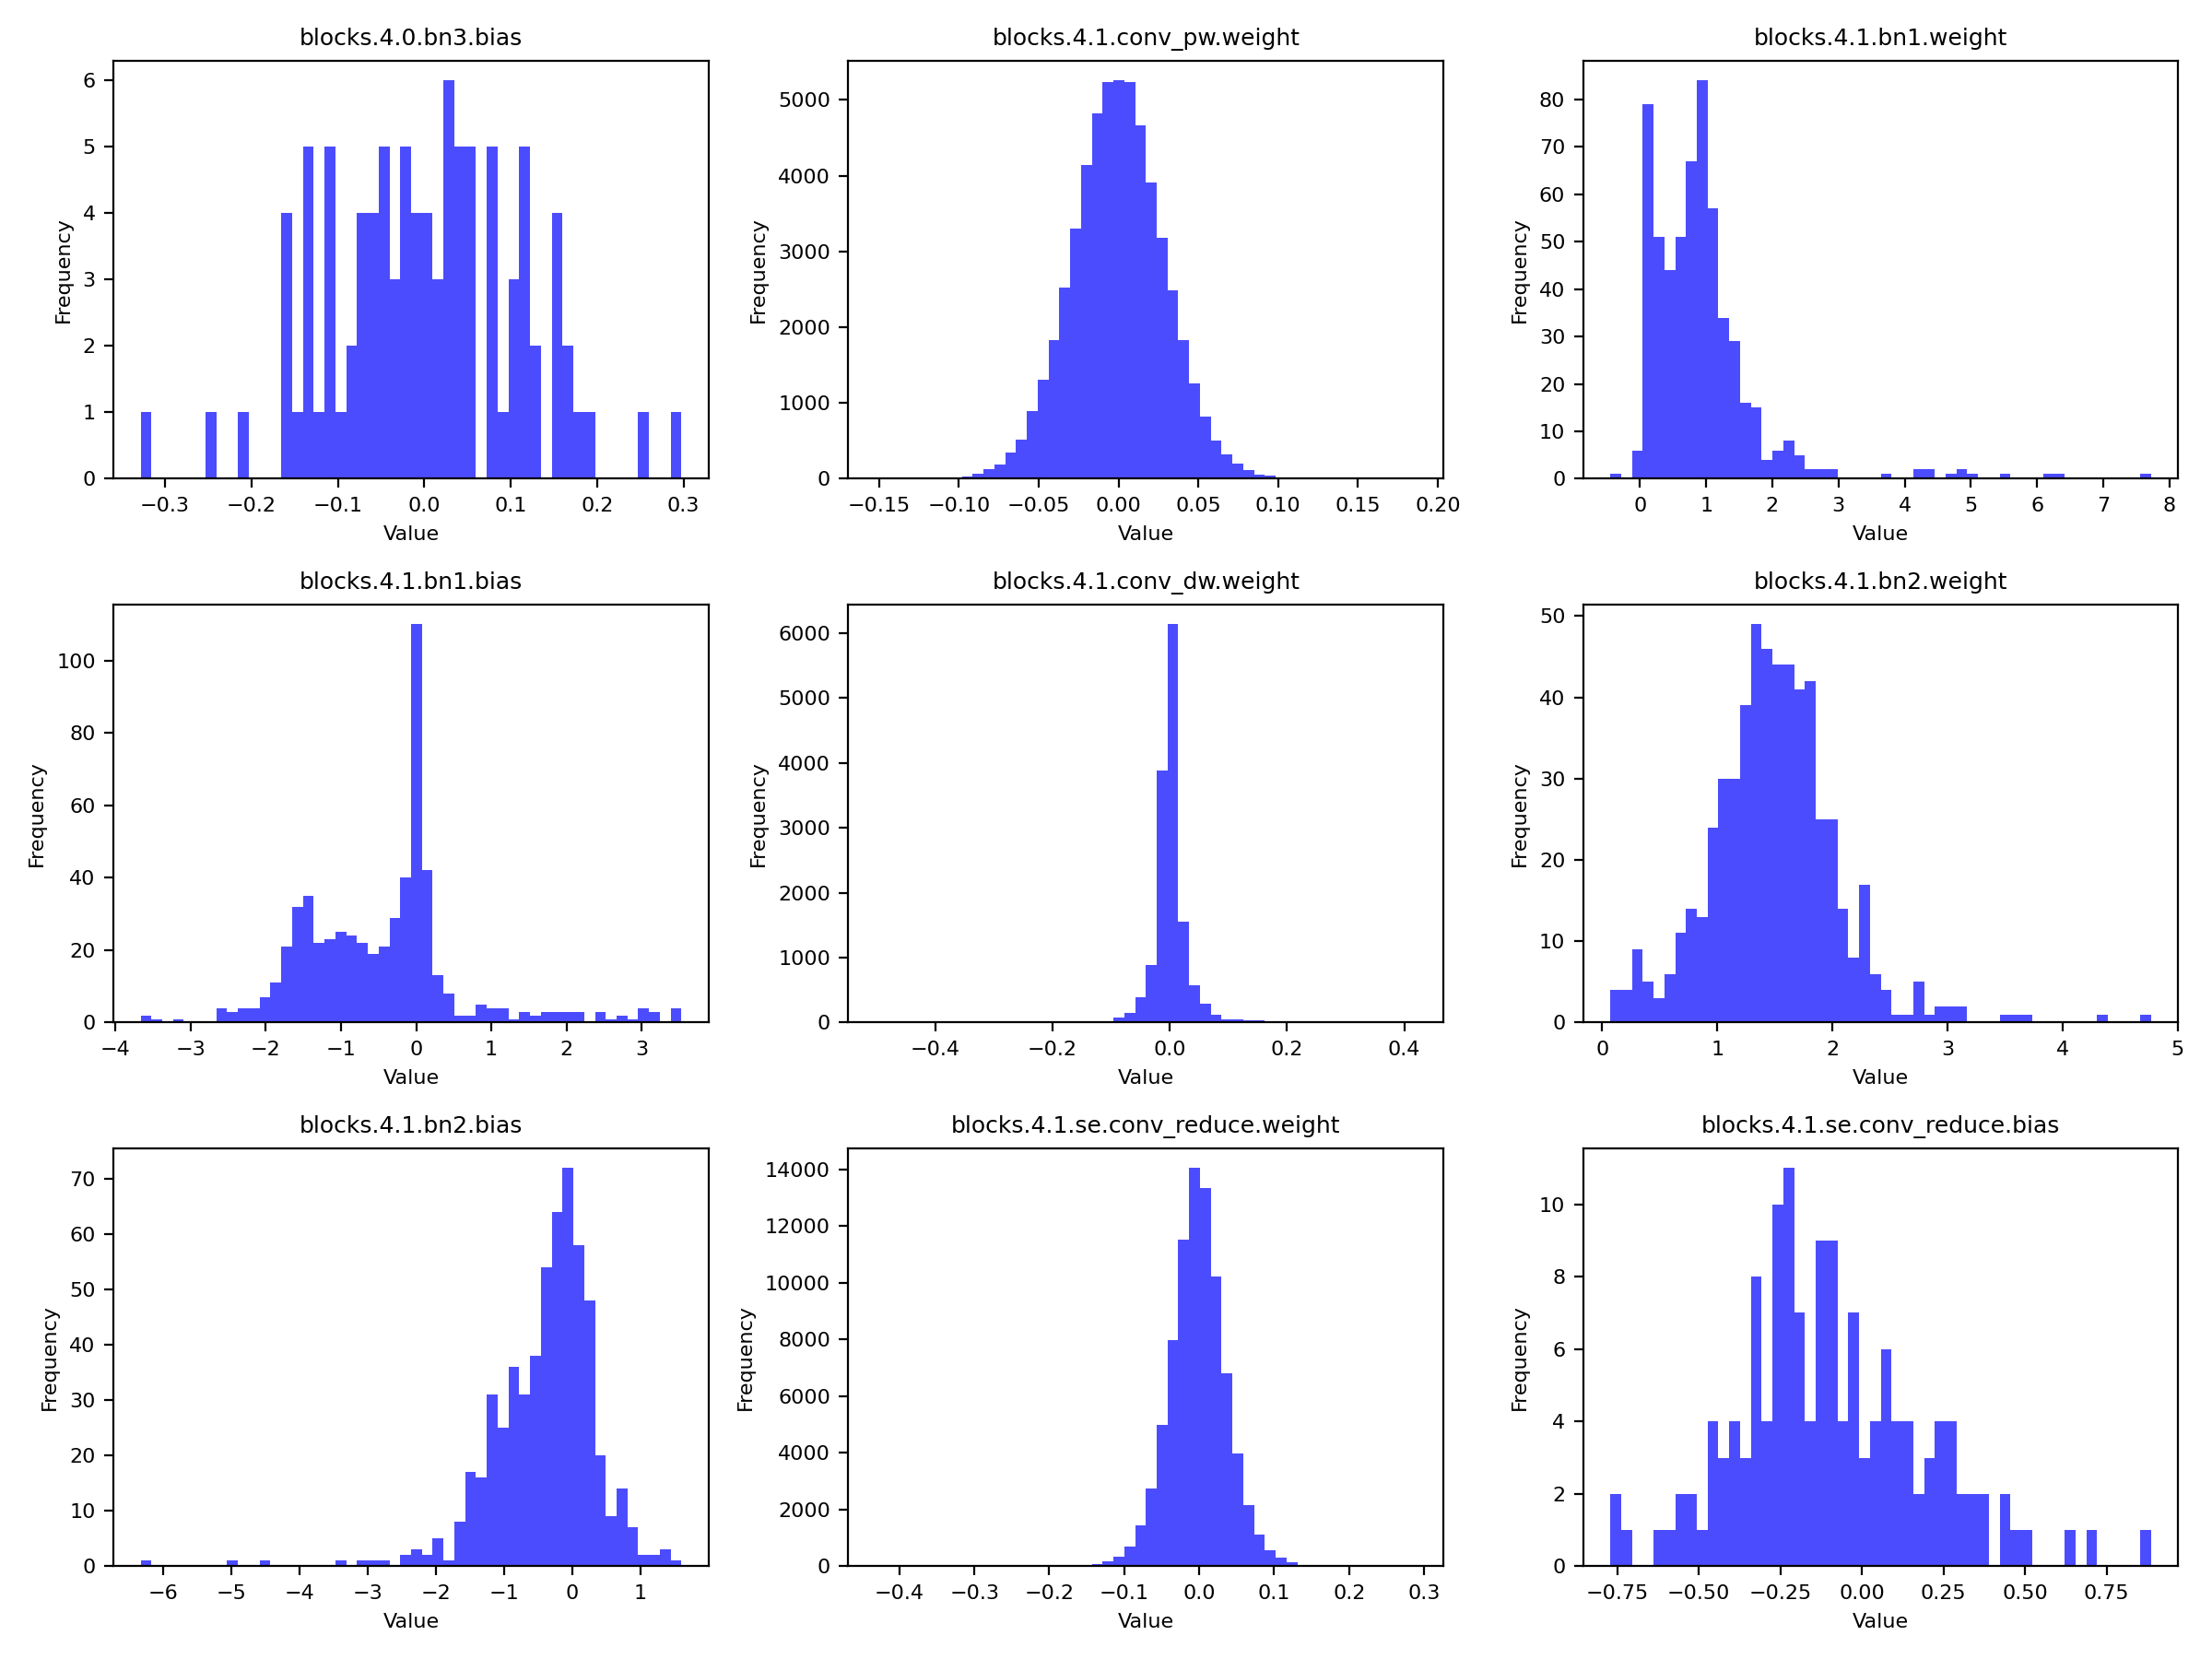 blocks.4.0.bn3.bias
Frequency
0
1
2
3
4
5
6
−0.3 −0.2 −0.1 0.0 0.1 0.2 0.3
Value
blocks.4.1.conv_pw.weight
Frequency
0
1000
2000
3000
4000
5000
−0.15 −0.10 −0.05 0.00 0.05 0.10 0.15 0.20
Value
blocks.4.1.bn1.weight
Frequency
0
10
20
30
40
50
60
70
80
0 1 2 3 4 5 6 7 8
Value
blocks.4.1.bn1.bias
Frequency
0
20
40
60
80
100
−4 −3 −2 −1 0 1 2 3
Value
blocks.4.1.conv_dw.weight
Frequency
0
1000
2000
3000
4000
5000
6000
−0.4 −0.2 0.0 0.2 0.4
Value
blocks.4.1.bn2.weight
Frequency
0
10
20
30
40
50
0 1 2 3 4 5
Value
blocks.4.1.bn2.bias
Frequency
0
10
20
30
40
50
60
70
−6 −5 −4 −3 −2 −1 0 1
Value
blocks.4.1.se.conv_reduce.weight
Frequency
0
2000
4000
6000
8000
10000
12000
14000
−0.4 −0.3 −0.2 −0.1 0.0 0.1 0.2 0.3
Value
blocks.4.1.se.conv_reduce.bias
Frequency
0
2
4
6
8
10
−0.75 −0.50 −0.25 0.00 0.25 0.50 0.75
Value